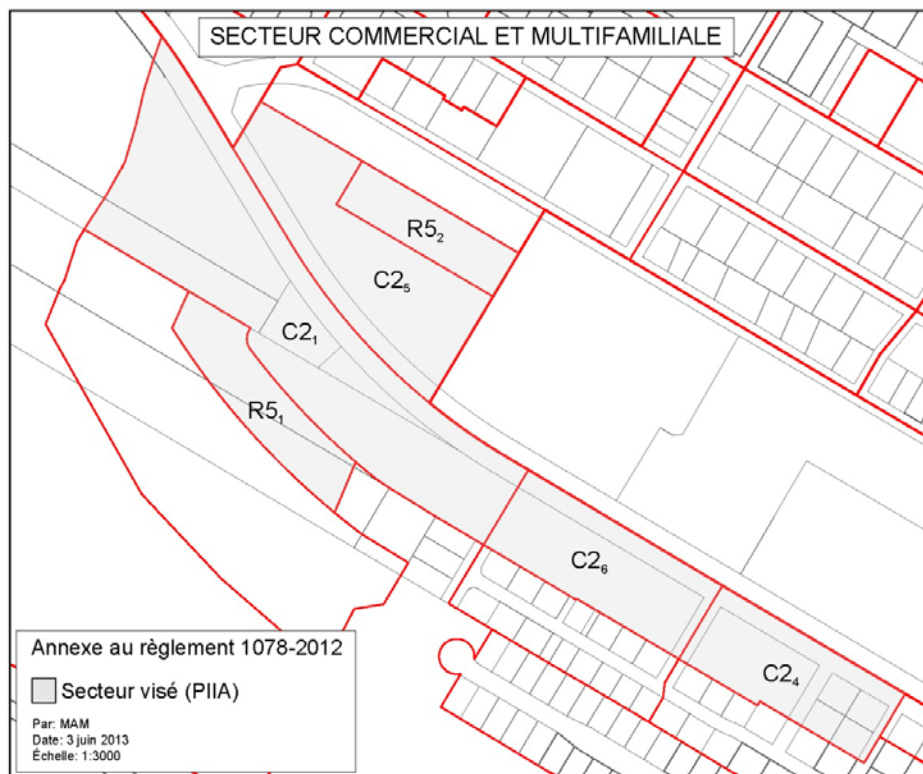 SECTEUR COMMERCIAL ET MULTIFAMILIALE
R5₂
C2₅
C2₁
R5₁
C2₆
C2₄
Annexe au règlement 1078-2012
Secteur visé (PIIA)
Par: MAM
Date: 3 juin 2013
Échelle: 1:3000